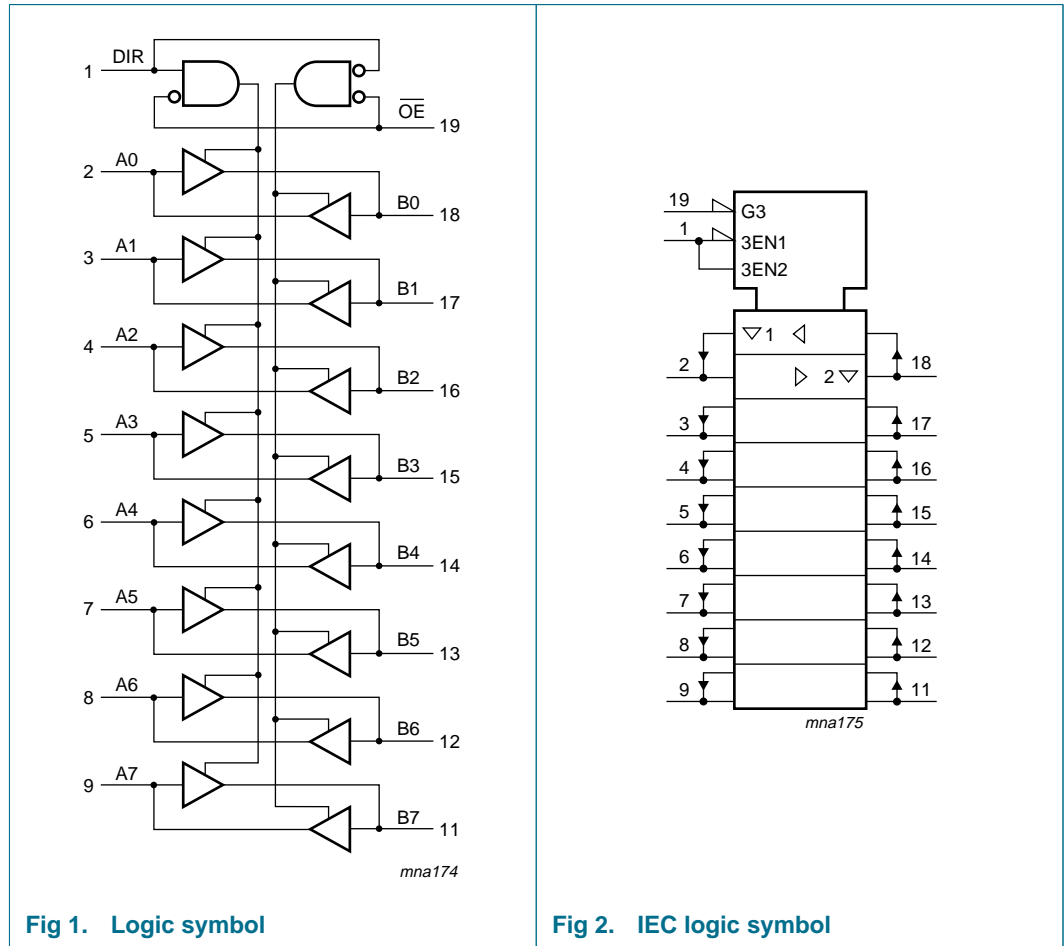 DIR
1
OE
19
A0
2
B0
18
A1
3
B1
17
A2
4
B2
16
A3
5
B3
15
A4
6
B4
14
A5
7
B5
13
A6
8
B6
12
A7
9
B7
11
mna174
Fig 1. Logic symbol
19
G3
1
3EN1
3EN2
1
2
18
2
3
17
4
16
5
15
6
14
7
13
8
12
9
11
mna175
Fig 2. IEC logic symbol